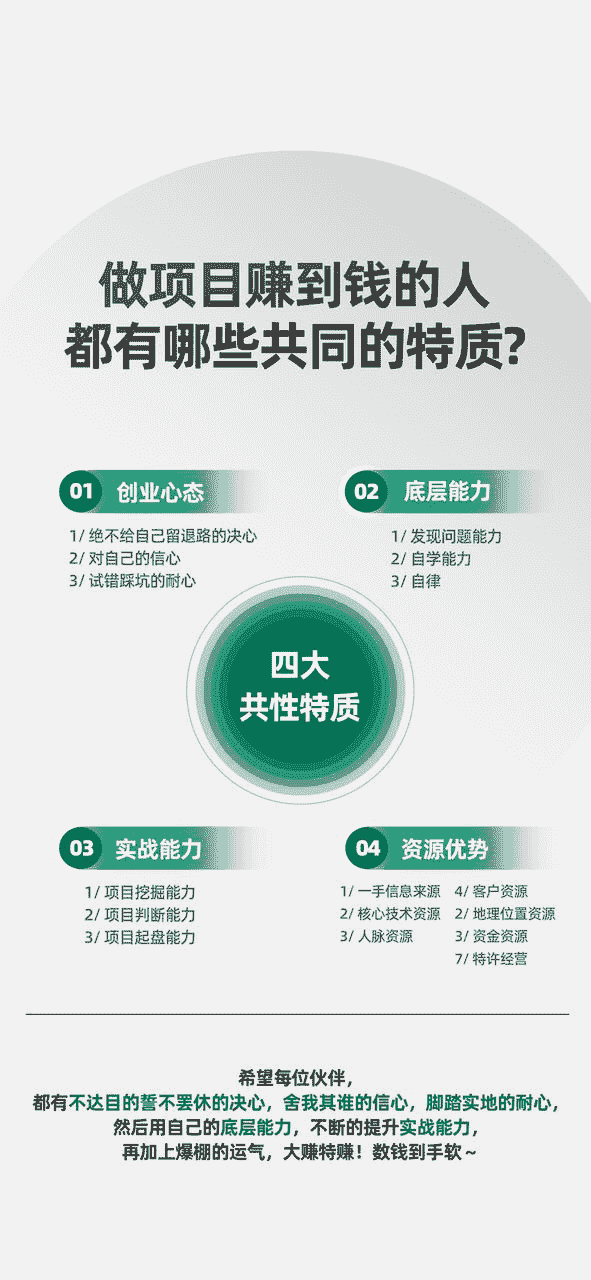 做项目赚到钱的人
都有哪些共同的特质?
01 创业心态
1/ 绝不给自己留退路的决心
2/ 对自己的信心
3/ 试错踩坑的耐心
02 底层能力
1/ 发现问题能力
2/ 自学能力
3/ 自律
四大
共性特质
03 实战能力
1/ 项目挖掘能力
2/ 项目判断能力
3/ 项目起盘能力
04 资源优势
1/ 一手信息来源
2/ 核心技术资源
3/ 人脉资源
4/ 客户资源
2/ 地理位置资源
3/ 资金资源
7/ 特许经营
希望每位伙伴，
都有不达目的誓不罢休的决心，舍我其谁的信心，脚踏实地的耐心，
然后用自己的底层能力，不断的提升实战能力，
再加上爆棚的运气，大赚特赚！数钱到手软~